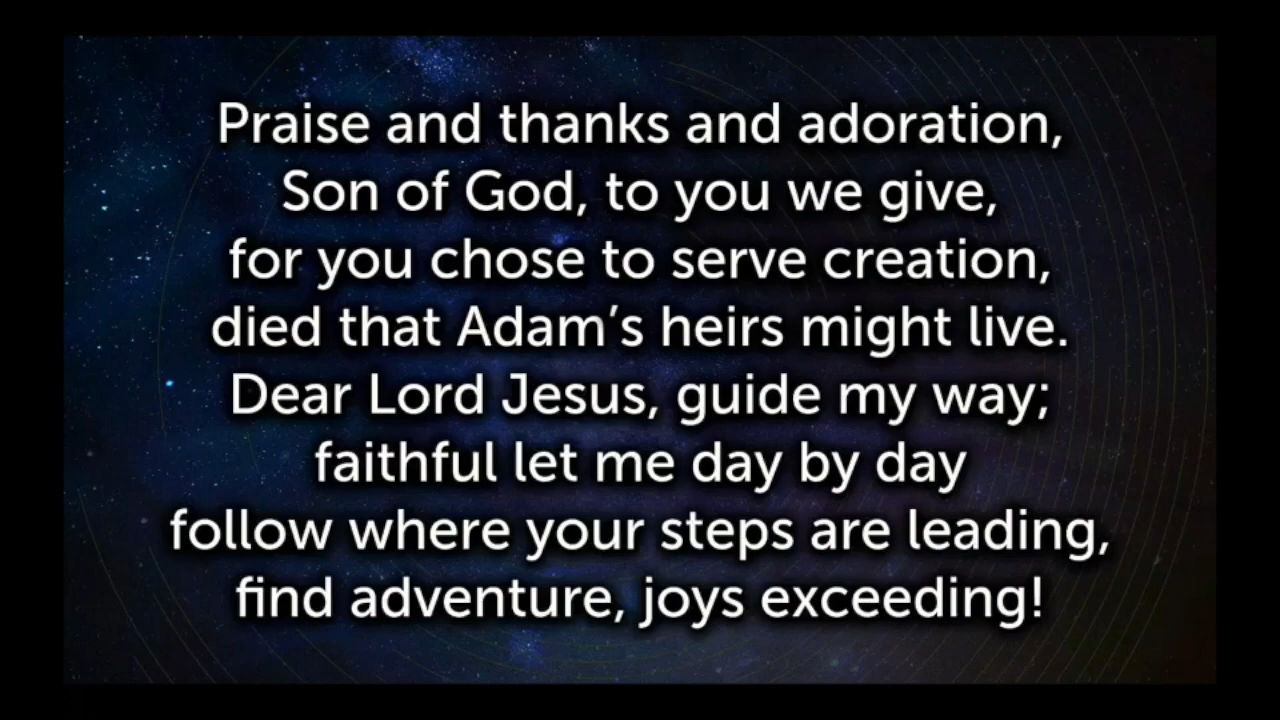 Praise and thanks and adoration,
Son of God, to you we give,
for you chose to serve creation,
died that Adam’s heirs might live.
Dear Lord Jesus, guide my way;
faithful let me day by day
follow where your steps are leading,
find adventure, joys exceeding!